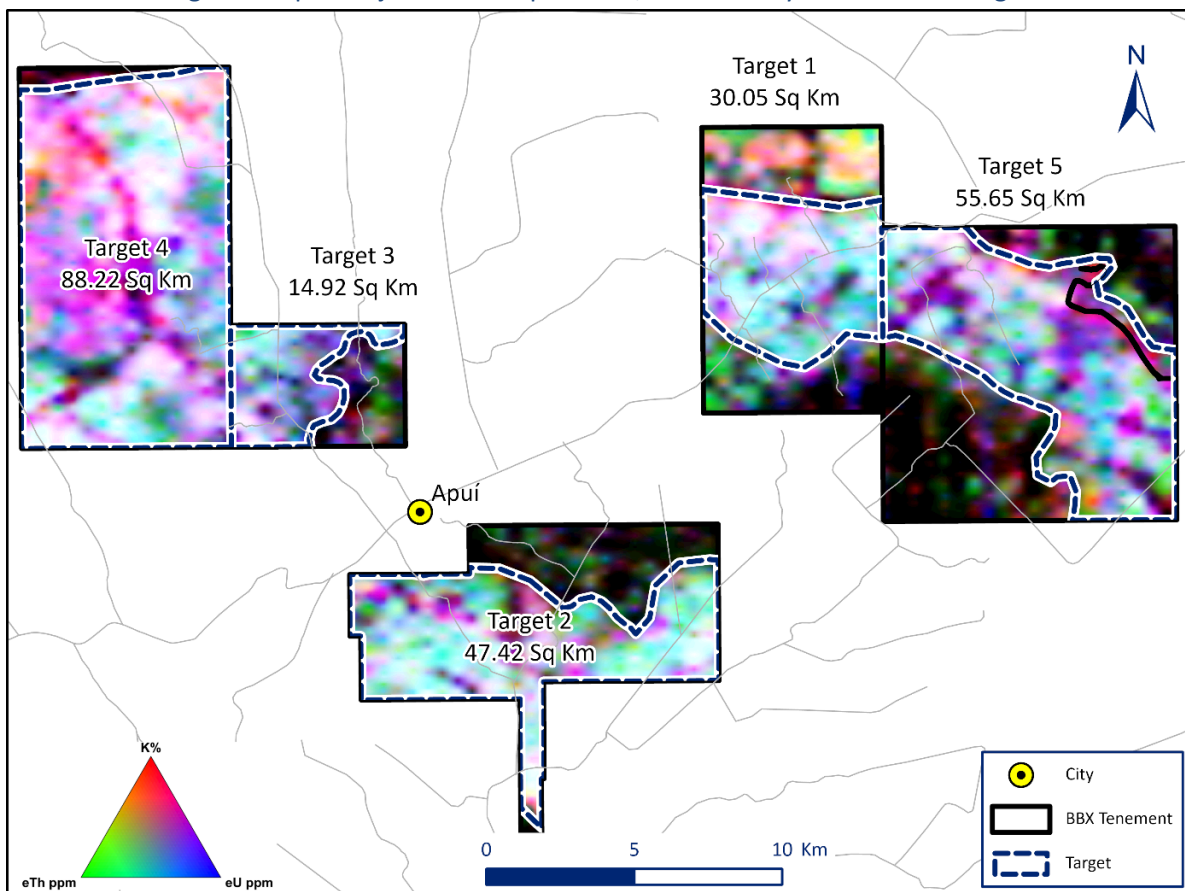 N
Target 1
30.05 Sq Km
Target 5
55.65 Sq Km
Target 4
88.22 Sq Km
Target 3
14.92 Sq Km
Apuí
Target 2
47.42 Sq Km
K%
eTh ppm
eU ppm
0 5 10 Km
City
BBX Tenement
Target